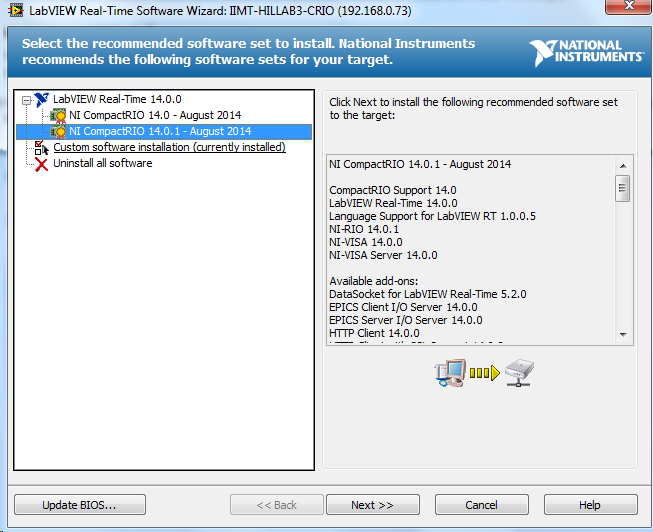 LabVIEW Real-Time Software Wizard: IIMT-HILLAB3-CRIO (192.168.0.73)
Select the recommended software set to install. National Instruments
recommends the following software sets for your target.
NATIONAL
INSTRUMENTS
LabVIEW Real-Time 14.0.0
NI CompactRIO 14.0 - August 2014
NI CompactRIO 14.0.1 - August 2014
Custom software installation (currently installed)
Uninstall all software
Click Next to install the following recommended software set
to the target:
NI CompactRIO 14.0.1 - August 2014
CompactRIO Support 14.0
LabVIEW Real-Time 14.0.0
Language Support for LabVIEW RT 1.0.0.5
NI-RIO 14.0.1
NI-VISA 14.0.0
NI-VISA Server 14.0.0
Available add-ons:
DataSocket for LabVIEW Real-Time 5.2.0
EPICS Client I/O Server 14.0.0
EPICS Server I/O Server 14.0.0
HTTP Client 14.0.0
Update BIOS...
<< Back
Next >>
Cancel
Help